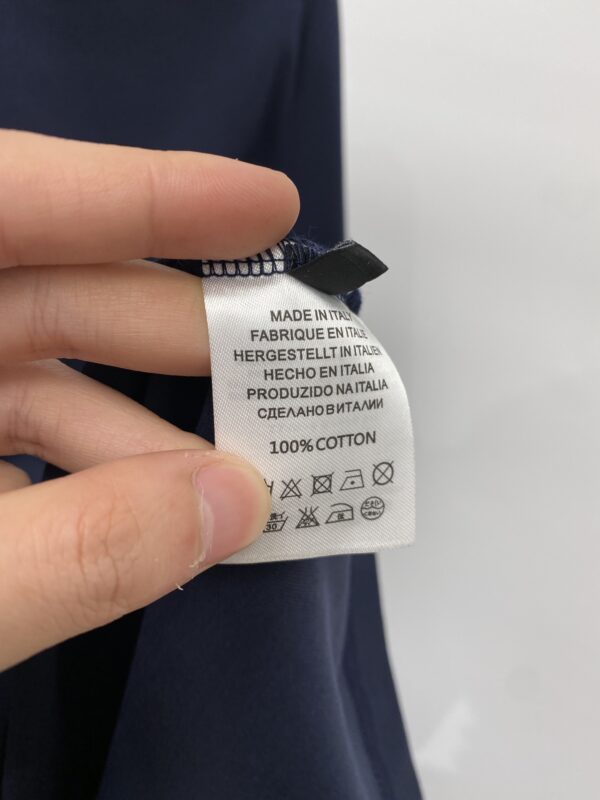 MADE IN ITALY
FABRIQUE EN ITALIE
HERGESTELLT IN ITALIEN
HECHO EN ITALIA
PRODUZIDO NA ITALIA
СДЕЛАНО В ИТАЛИИ
100% COTTON
30